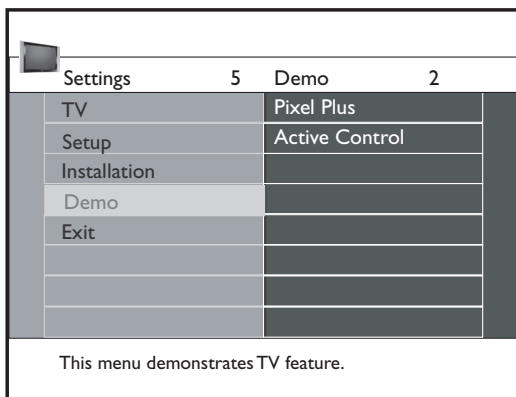 Settings 5 Demo 2
TV Pixel Plus
Setup Active Control
Installation
Demo
Exit
This menu demonstrates TV feature.